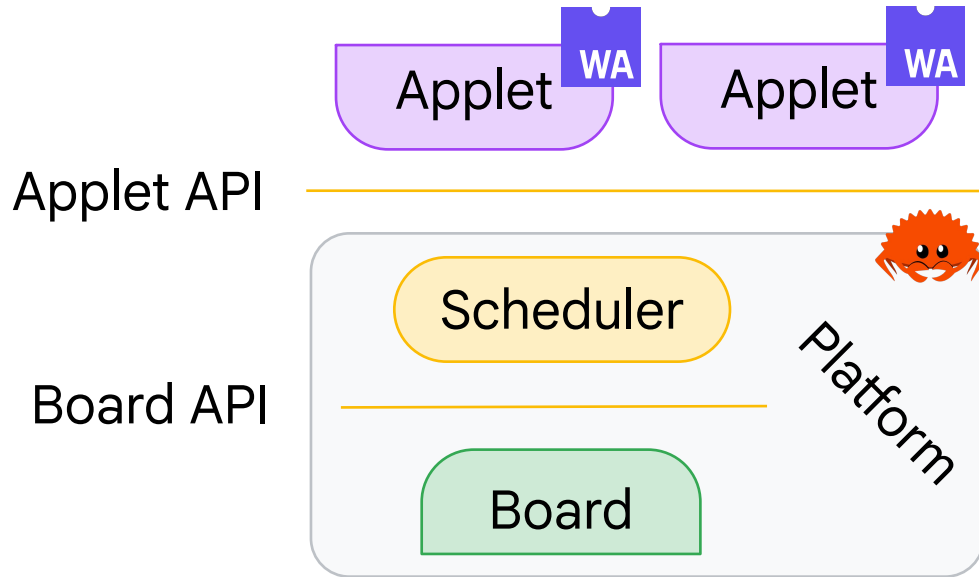 Applet WA Applet WA
Applet API
Scheduler
Platform
Board API
Board